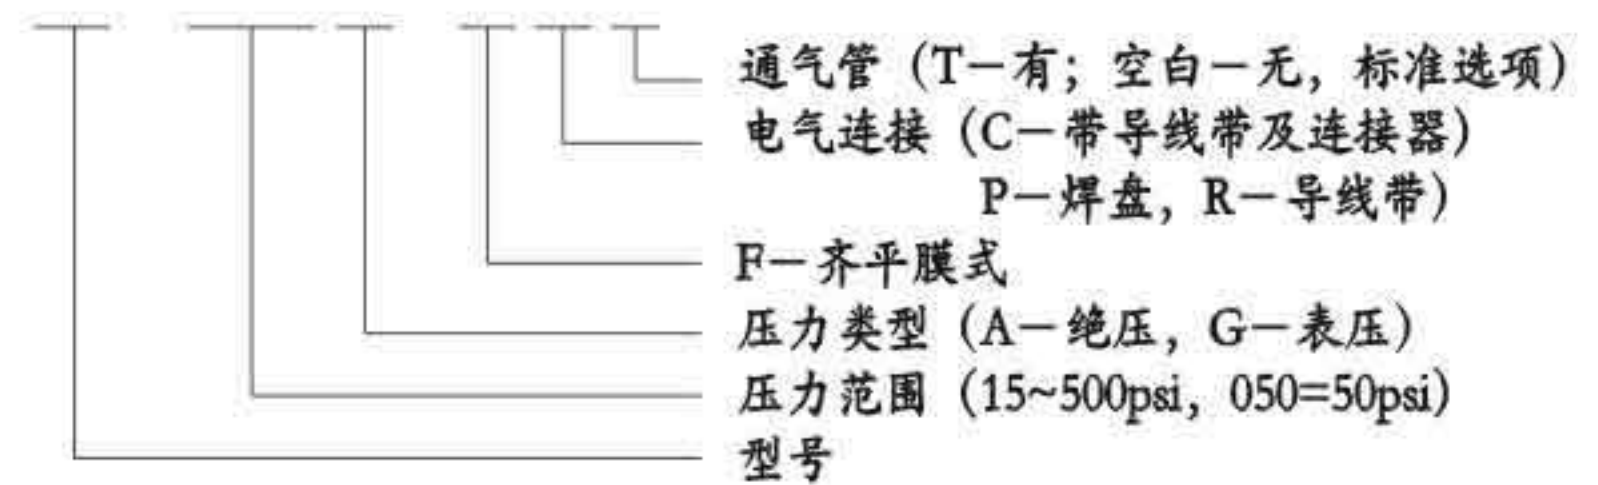 通气管（T－有；空白－无，标准选项）
电气连接（C－带导线带及连接器）
P－焊盘，R－导线带）
F－齐平膜式
压力类型（A－绝压，G－表压）
压力范围（15~500psi，050=50psi）
型号